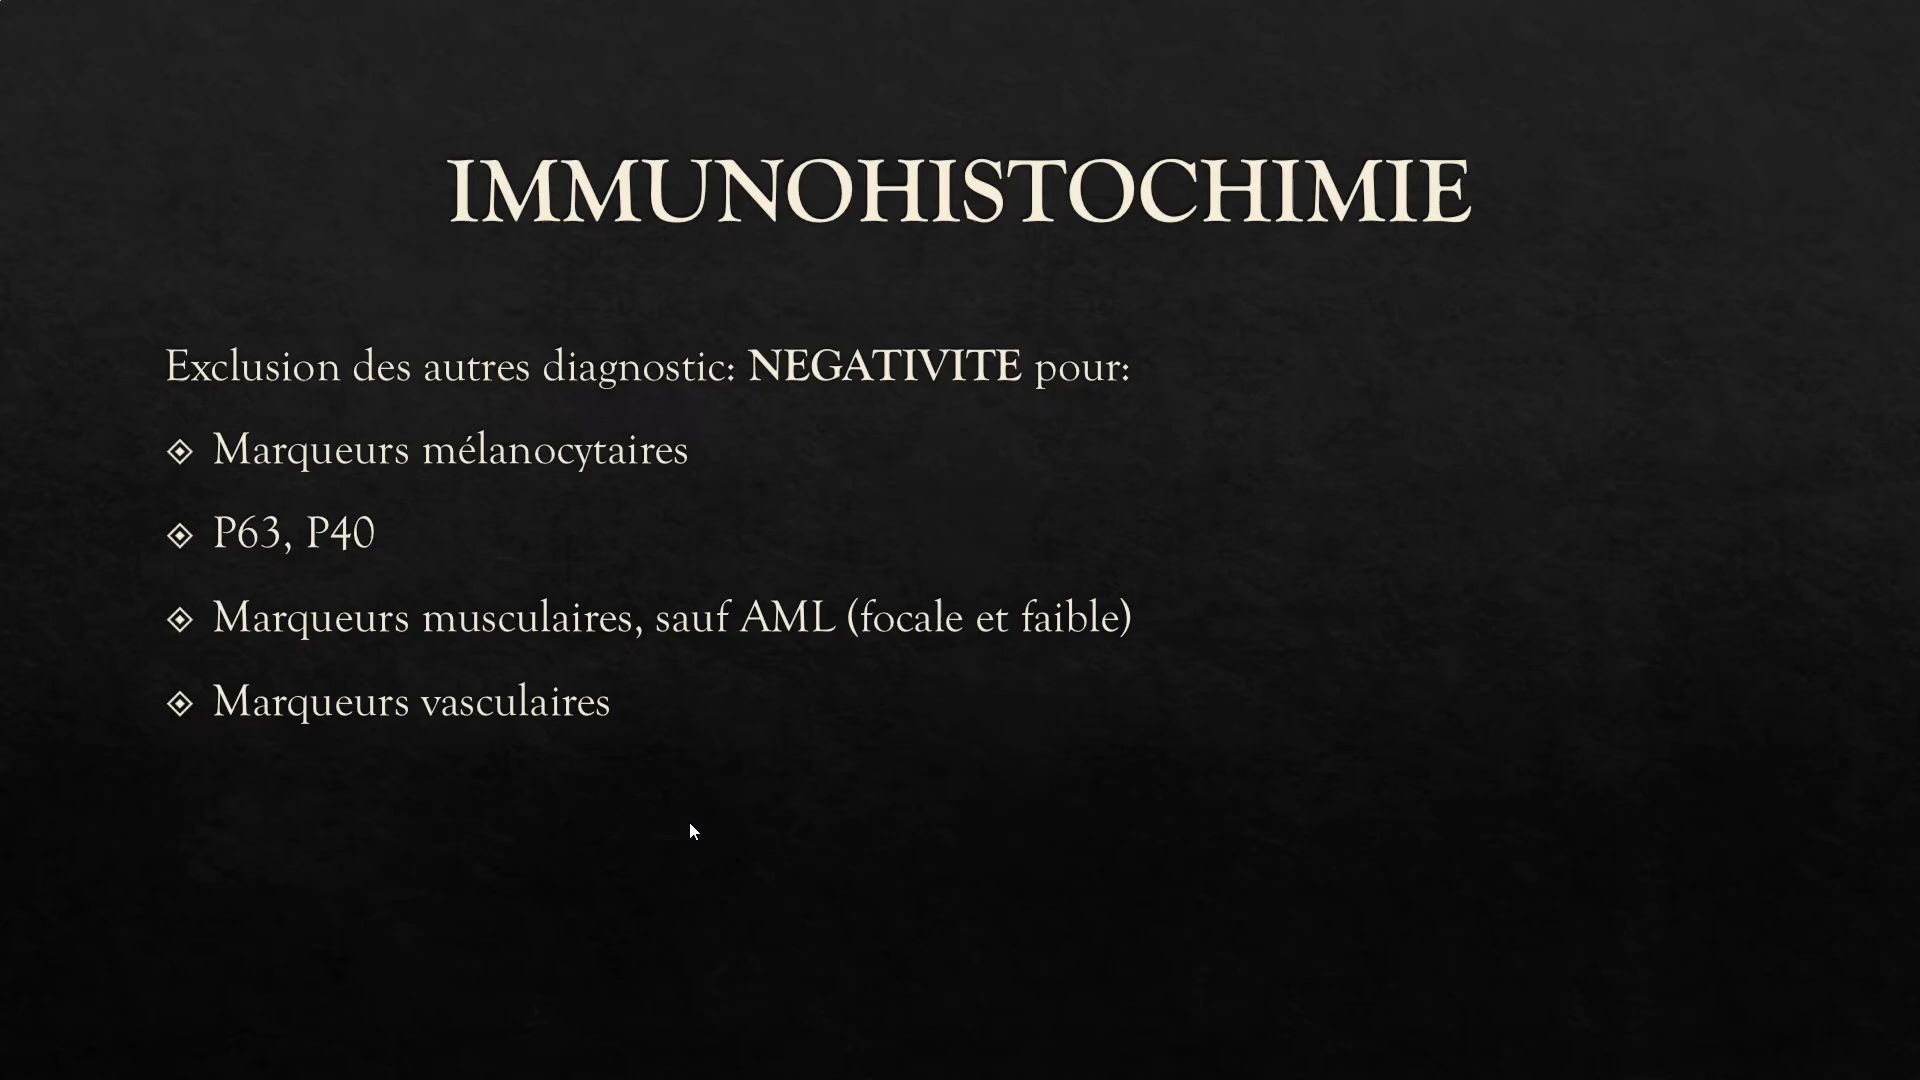 IMMUNOHISTOCHIMIE
Exclusion des autres diagnostic: NEGATIVITE pour:
Marqueurs mélanocytaires
P63, P40
Marqueurs musculaires, sauf AML (focale et faible)
Marqueurs vasculaires